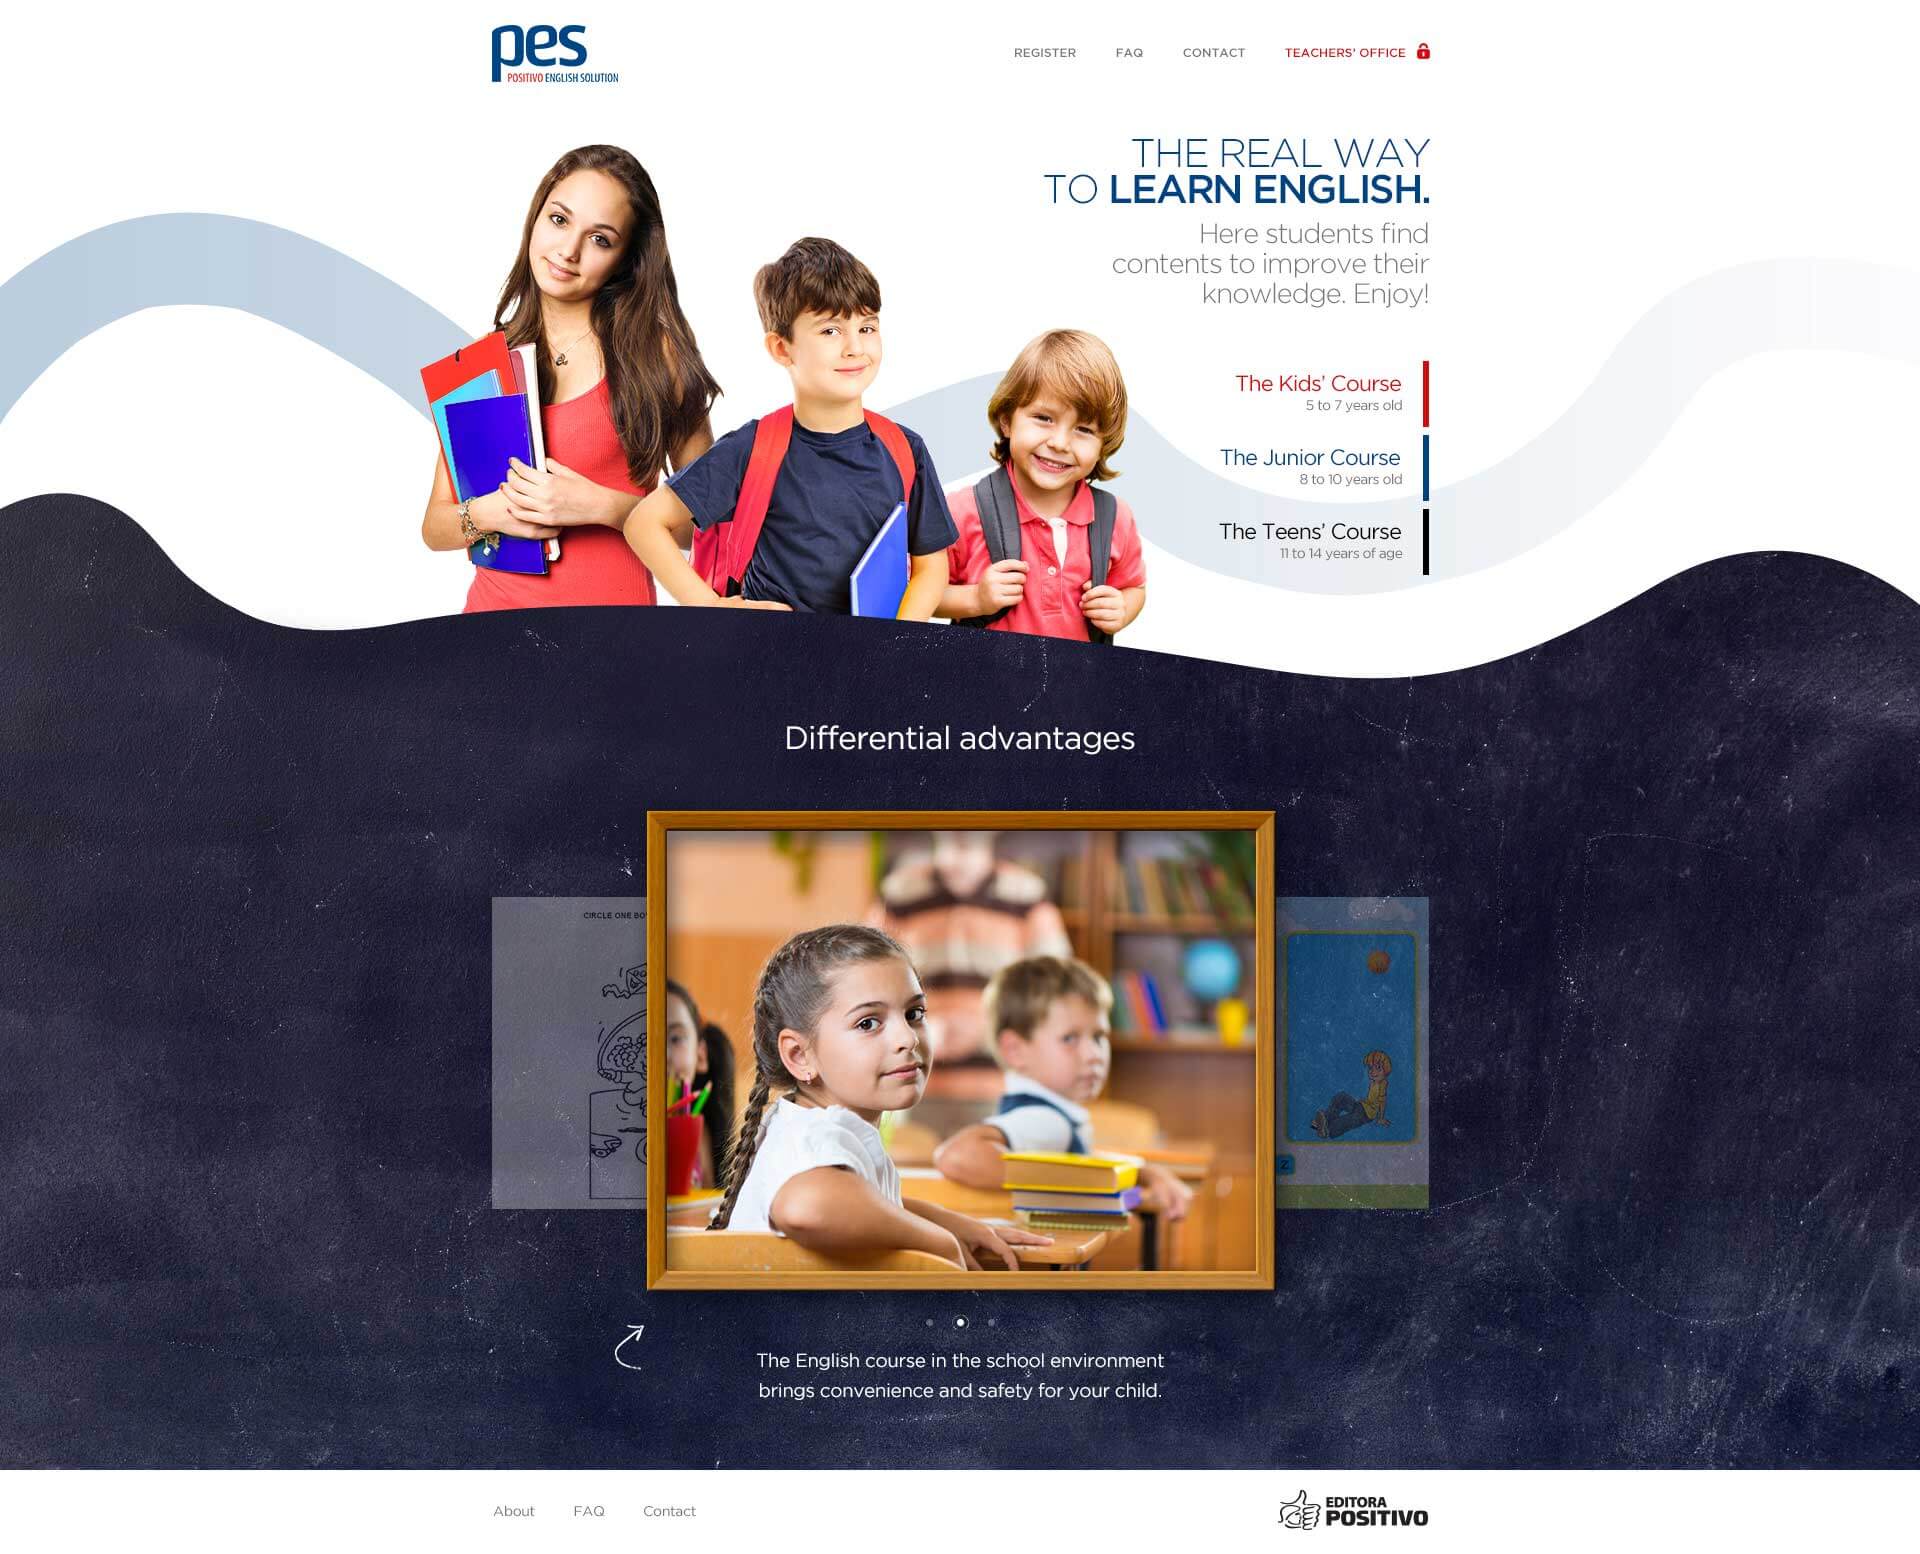 pes
POSITIVO ENGLISH SOLUTION
REGISTER
FAQ
CONTACT
TEACHERS' OFFICE
THE REAL WAY
TO LEARN ENGLISH.
Here students find
contents to improve their
knowledge. Enjoy!
The Kids' Course
5 to 7 years old
The Junior Course
8 to 10 years old
The Teens' Course
11 to 14 years of age
Differential advantages
CIRCLE ONE
Z
The English course in the school environment
brings convenience and safety for your child.
About
FAQ
Contact
EDITORA
POSITIVO